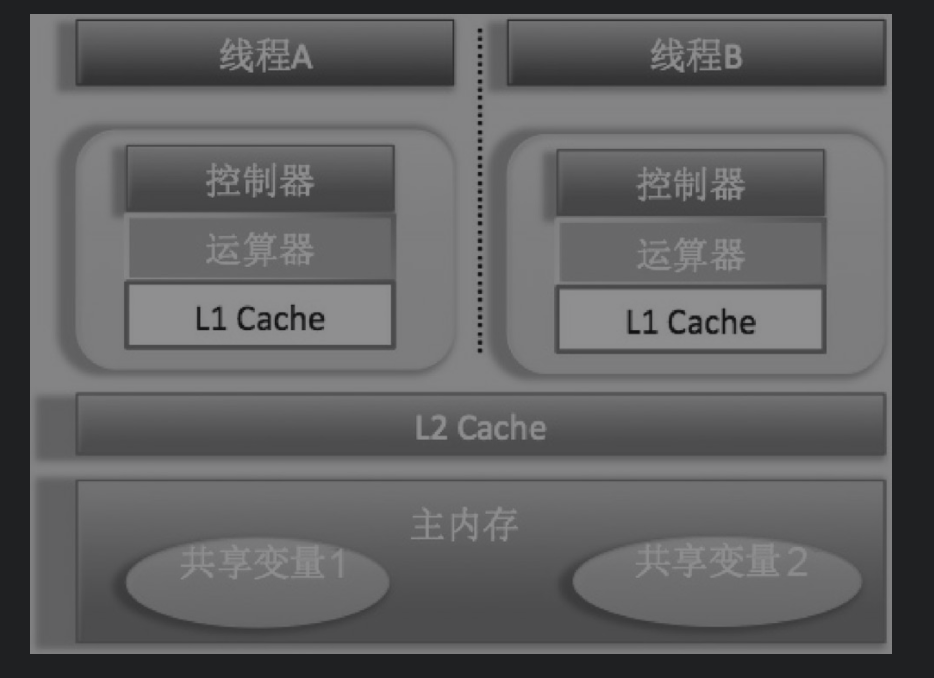 线程A
线程B
控制器
运算器
L1 Cache
控制器
运算器
L1 Cache
L2 Cache
主内存
共享变量1
共享变量2